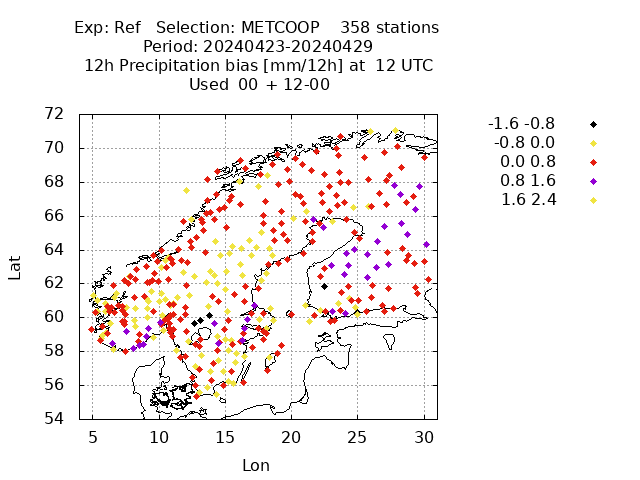 Exp: Ref   Selection: METCOOP    358 stations
Period: 20240423-20240429
12h Precipitation bias [mm/12h] at  12 UTC
Used  00 + 12-00
72
70
68
66
64
62
60
58
56
54
Lat
5 10 15 20 25 30
Lon
-1.6 -0.8
-0.8 0.0
0.0 0.8
0.8 1.6
1.6 2.4